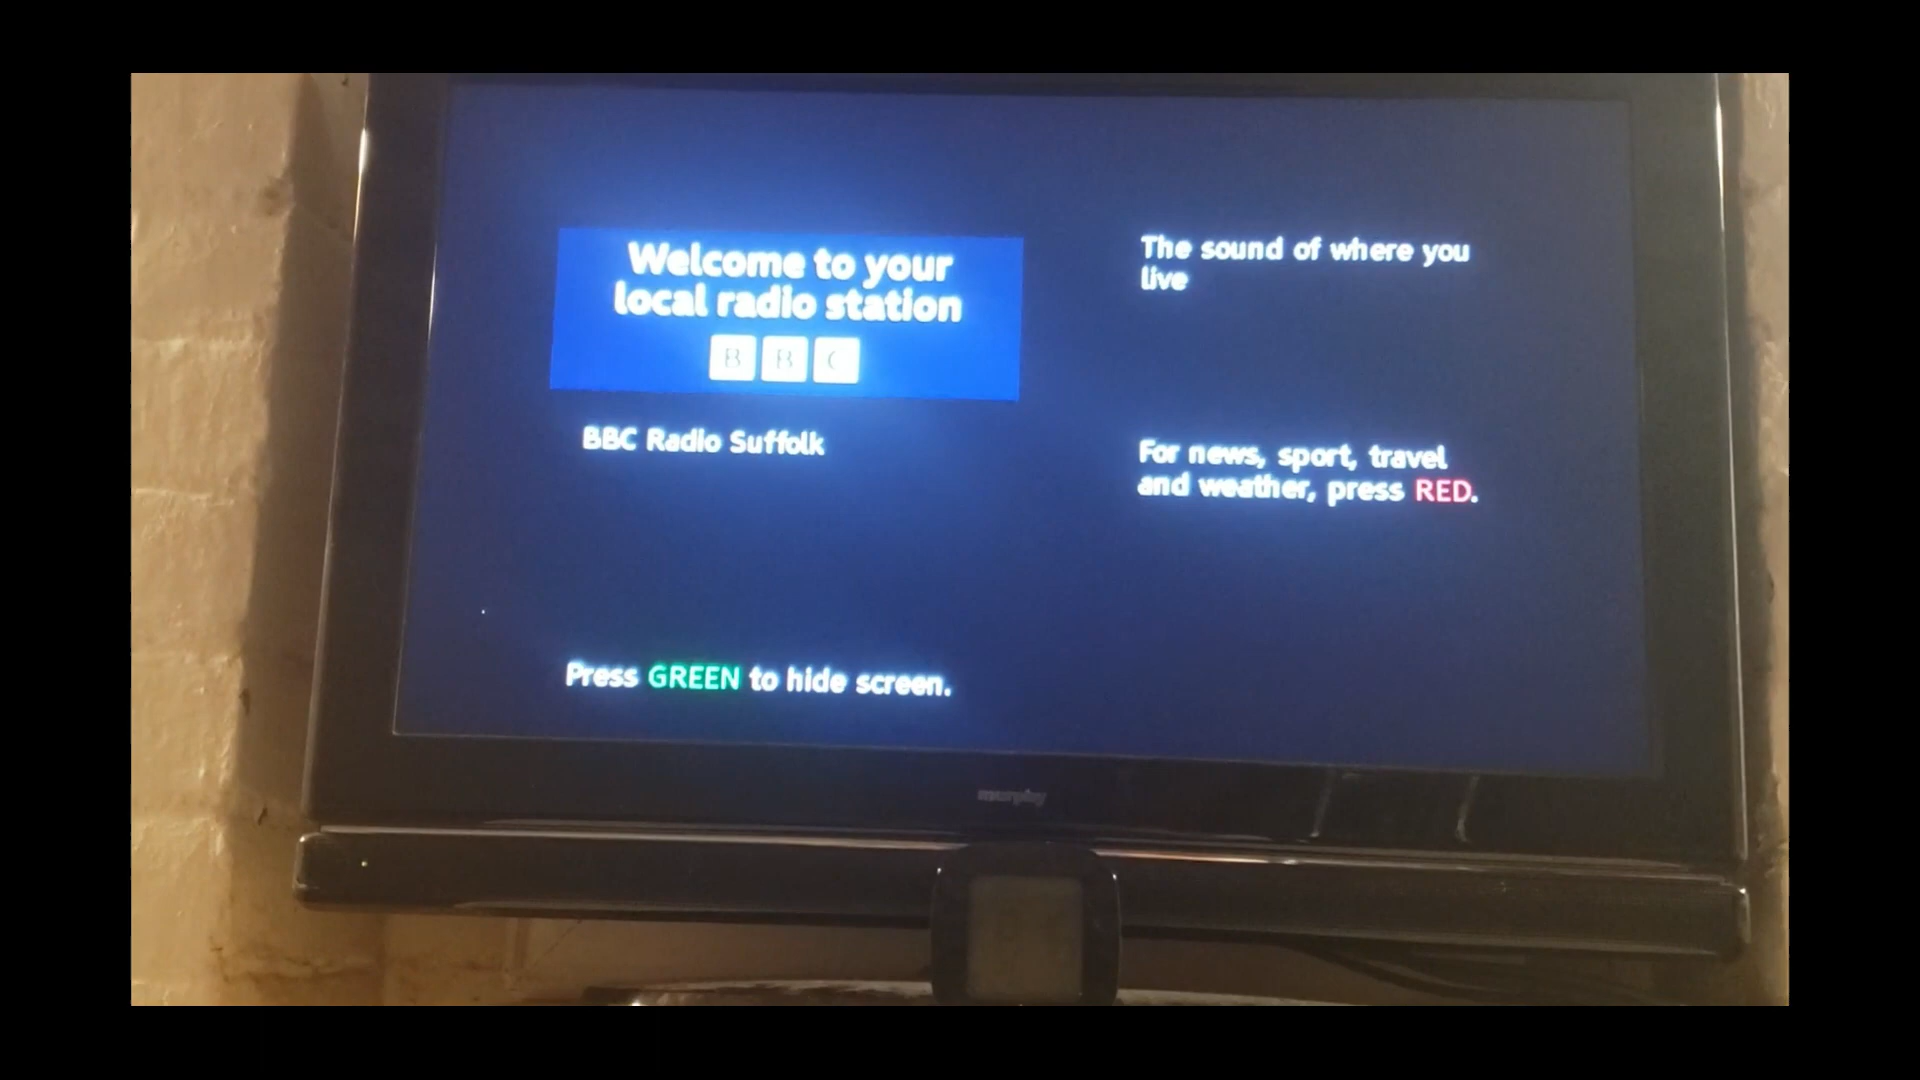 Welcome to your
local radio station
BBC
BBC Radio Suffolk
The sound of where you
live
For news, sport, travel
and weather, press RED.
Press GREEN to hide screen.
murphy